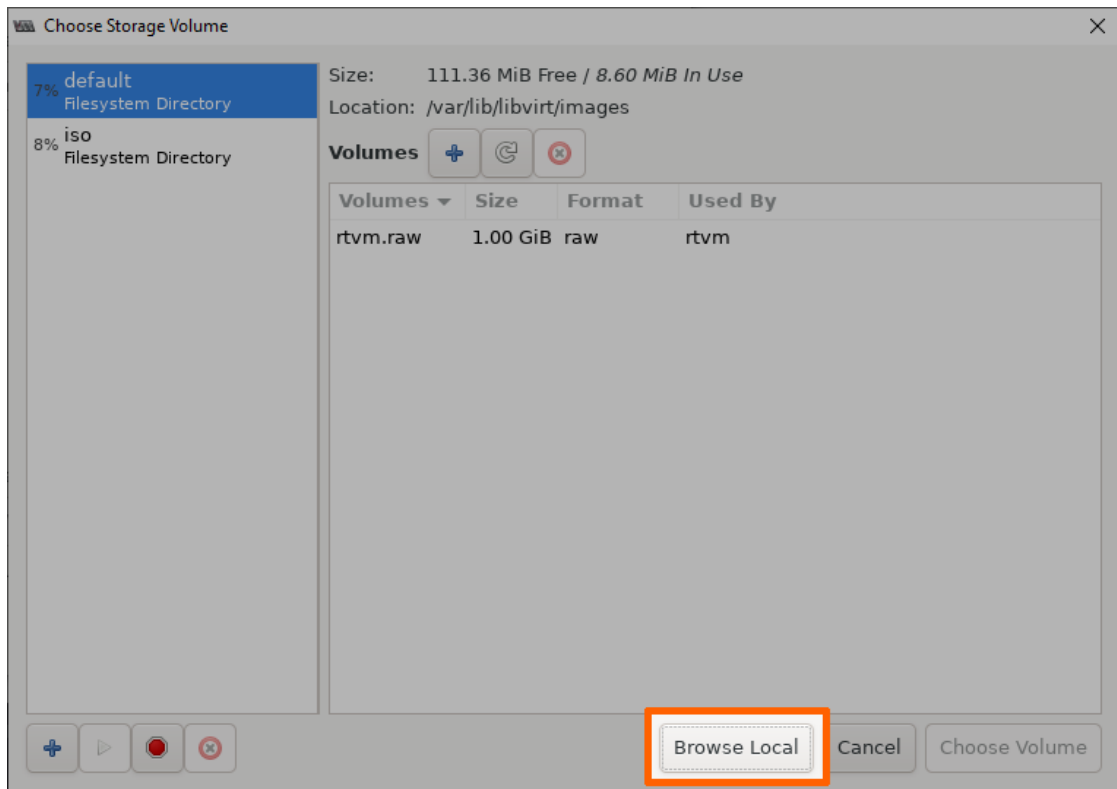 Choose Storage Volume
7% default
Filesystem Directory
8% iso
Filesystem Directory
Size: 111.36 MiB Free / 8.60 MiB In Use
Location: /var/lib/libvirt/images
Volumes
Volumes Size Format Used By
rtvm.raw 1.00 GiB raw rtvm
Browse Local Cancel Choose Volume